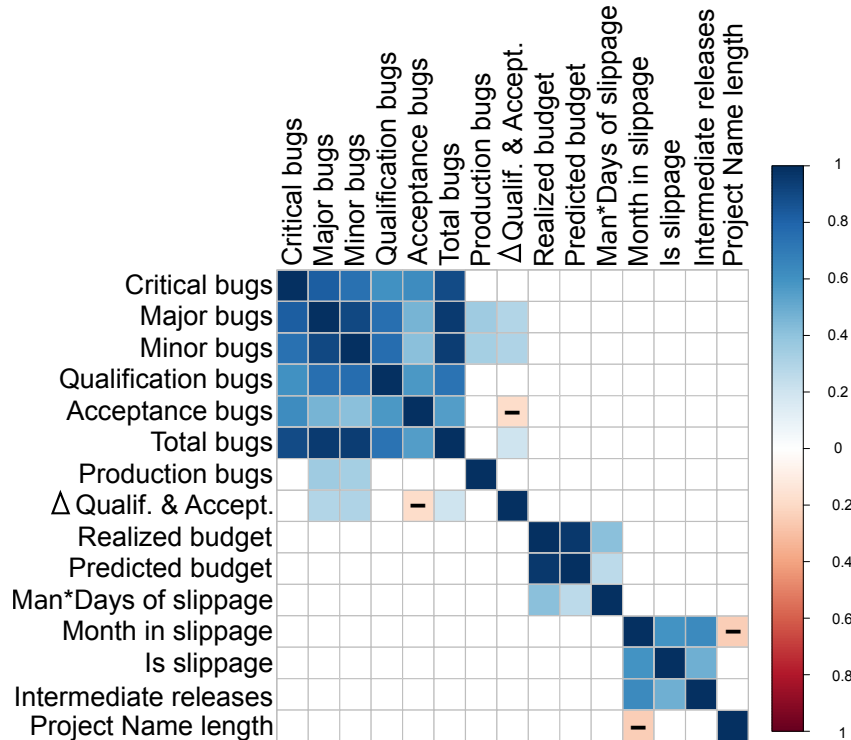 Critical bugs
Major bugs
Minor bugs
Qualification bugs
Acceptance bugs
Total bugs
Production bugs
Δ Qualif. & Accept.
Realized budget
Predicted budget
Man*Days of slippage
Month in slippage
Is slippage
Intermediate releases
Project Name length
Critical bugs
Major bugs
Minor bugs
Qualification bugs
Acceptance bugs
Total bugs
Production bugs
Δ Qualif. & Accept.
Realized budget
Predicted budget
Man*Days of slippage
Month in slippage
Is slippage
Intermediate releases
Project Name length
1
0.8
0.6
0.4
0.2
0
0.2
0.4
0.6
0.8
1